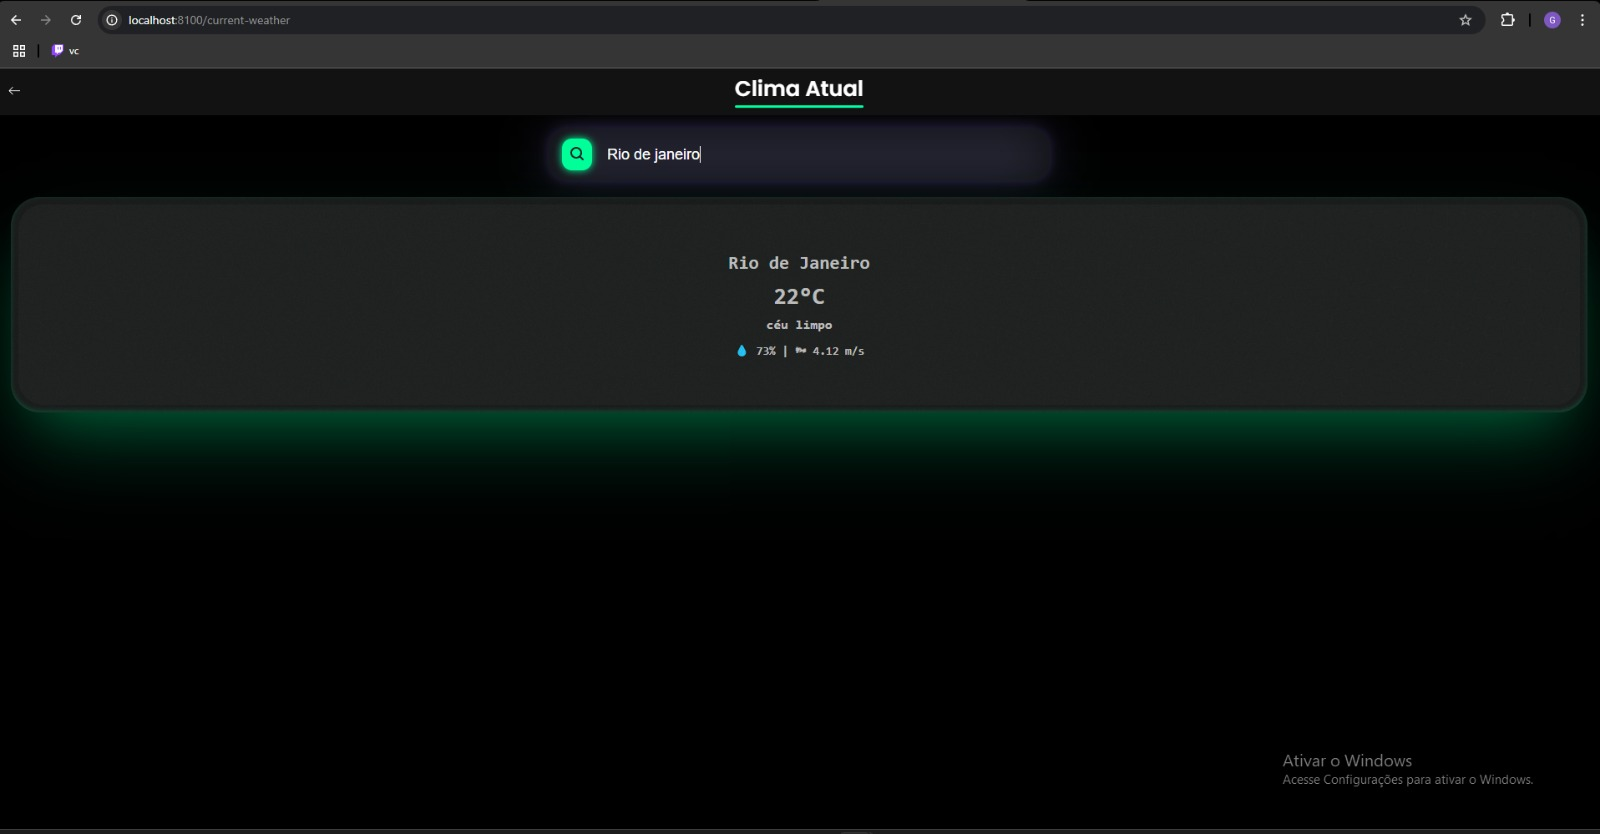 localhost:8100/current-weather
G
vc
Clima Atual
Rio de janeiro
Rio de Janeiro
22°C
céu limpo
73% | 4.12 m/s
Ativar o Windows
Acesse Configurações para ativar o Windows.